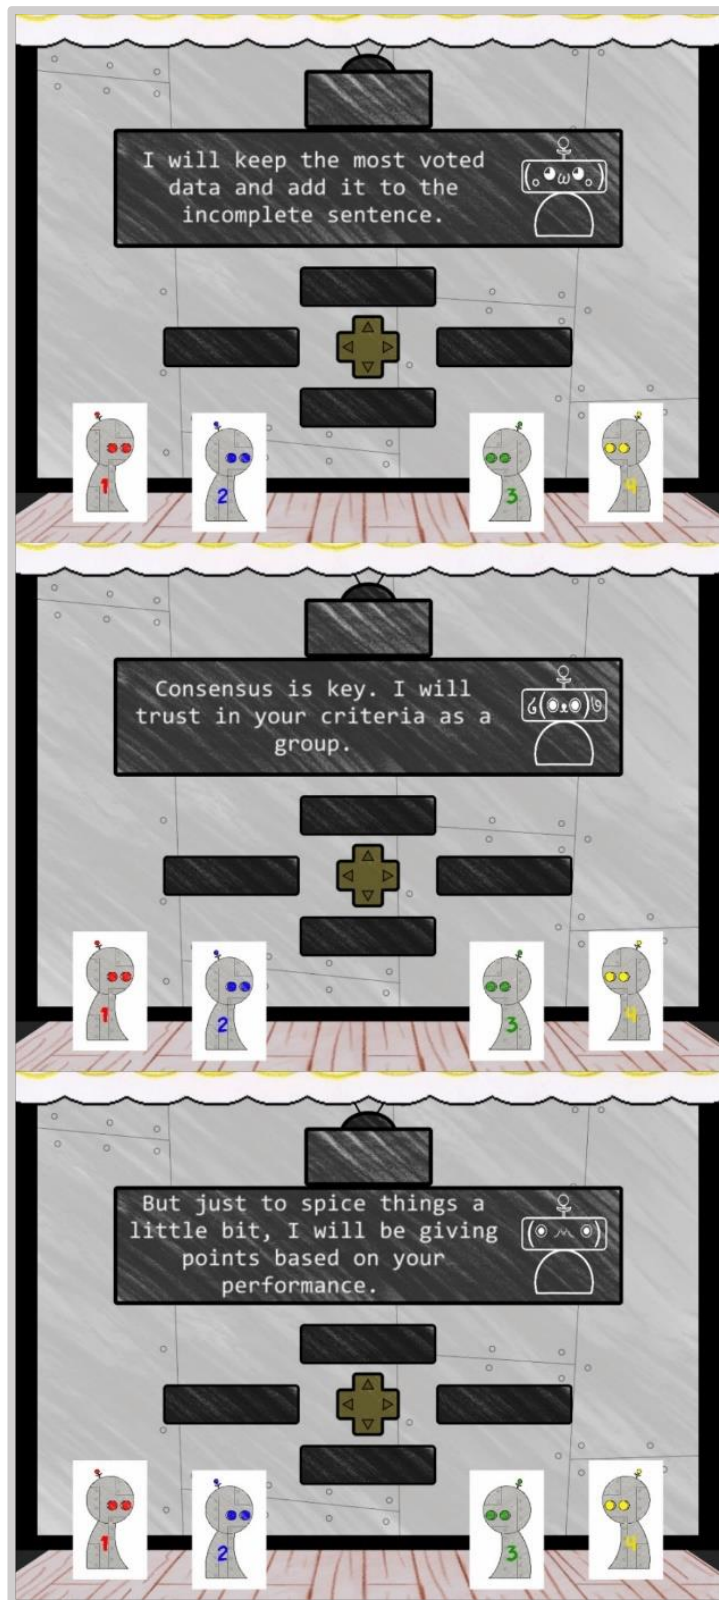 I will keep the most voted
data and add it to the
incomplete sentence.
1
2
3
4
Consensus is key. I will
trust in your criteria as a
group.
1
2
3
4
But just to spice things a
little bit, I will be giving
points based on your
performance.
1
2
3
4